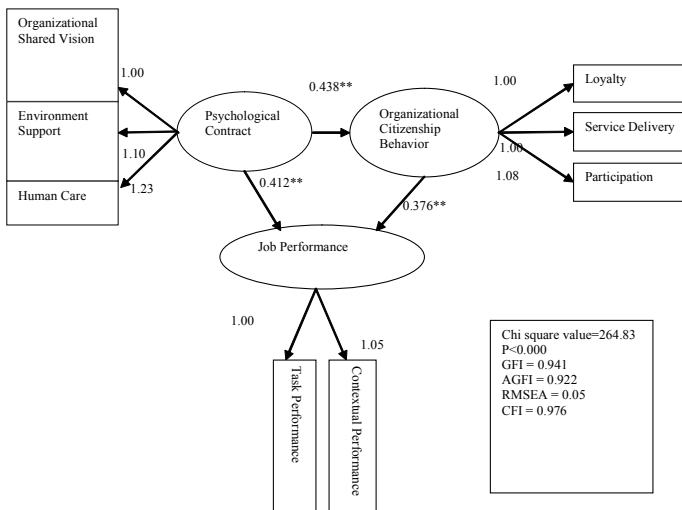 Organizational
Shared Vision
1.00
Environment
Support
1.10
Human Care
1.23
Psychological
Contract
0.438**
Organizational
Citizenship
Behavior
1.00
Loyalty
Service Delivery
1.00
1.08
Participation
0.412**
0.376**
Job Performance
1.00
1.05
Task Performance
Contextual Performance
Chi square value=264.83
P<0.000
GFI = 0.941
AGFI = 0.922
RMSEA = 0.05
CFI = 0.976